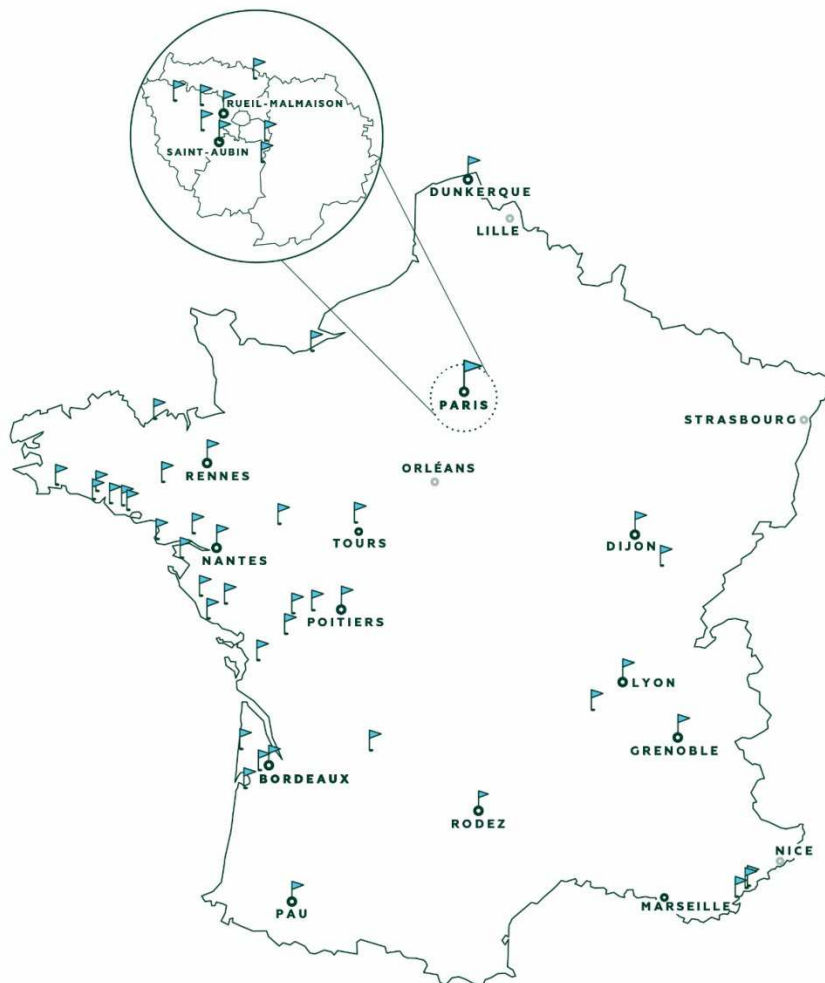 RUEIL-MALMAISON
SAINT-AUBIN
DUNKERQUE
LILLE
PARIS
STRASBOURG
ORLÉANS
RENNES
TOURS
DIJON
NANTES
POITIERS
LYON
GRENOBLE
BORDEAUX
RODEZ
NICE
MARSEILLE
PAU